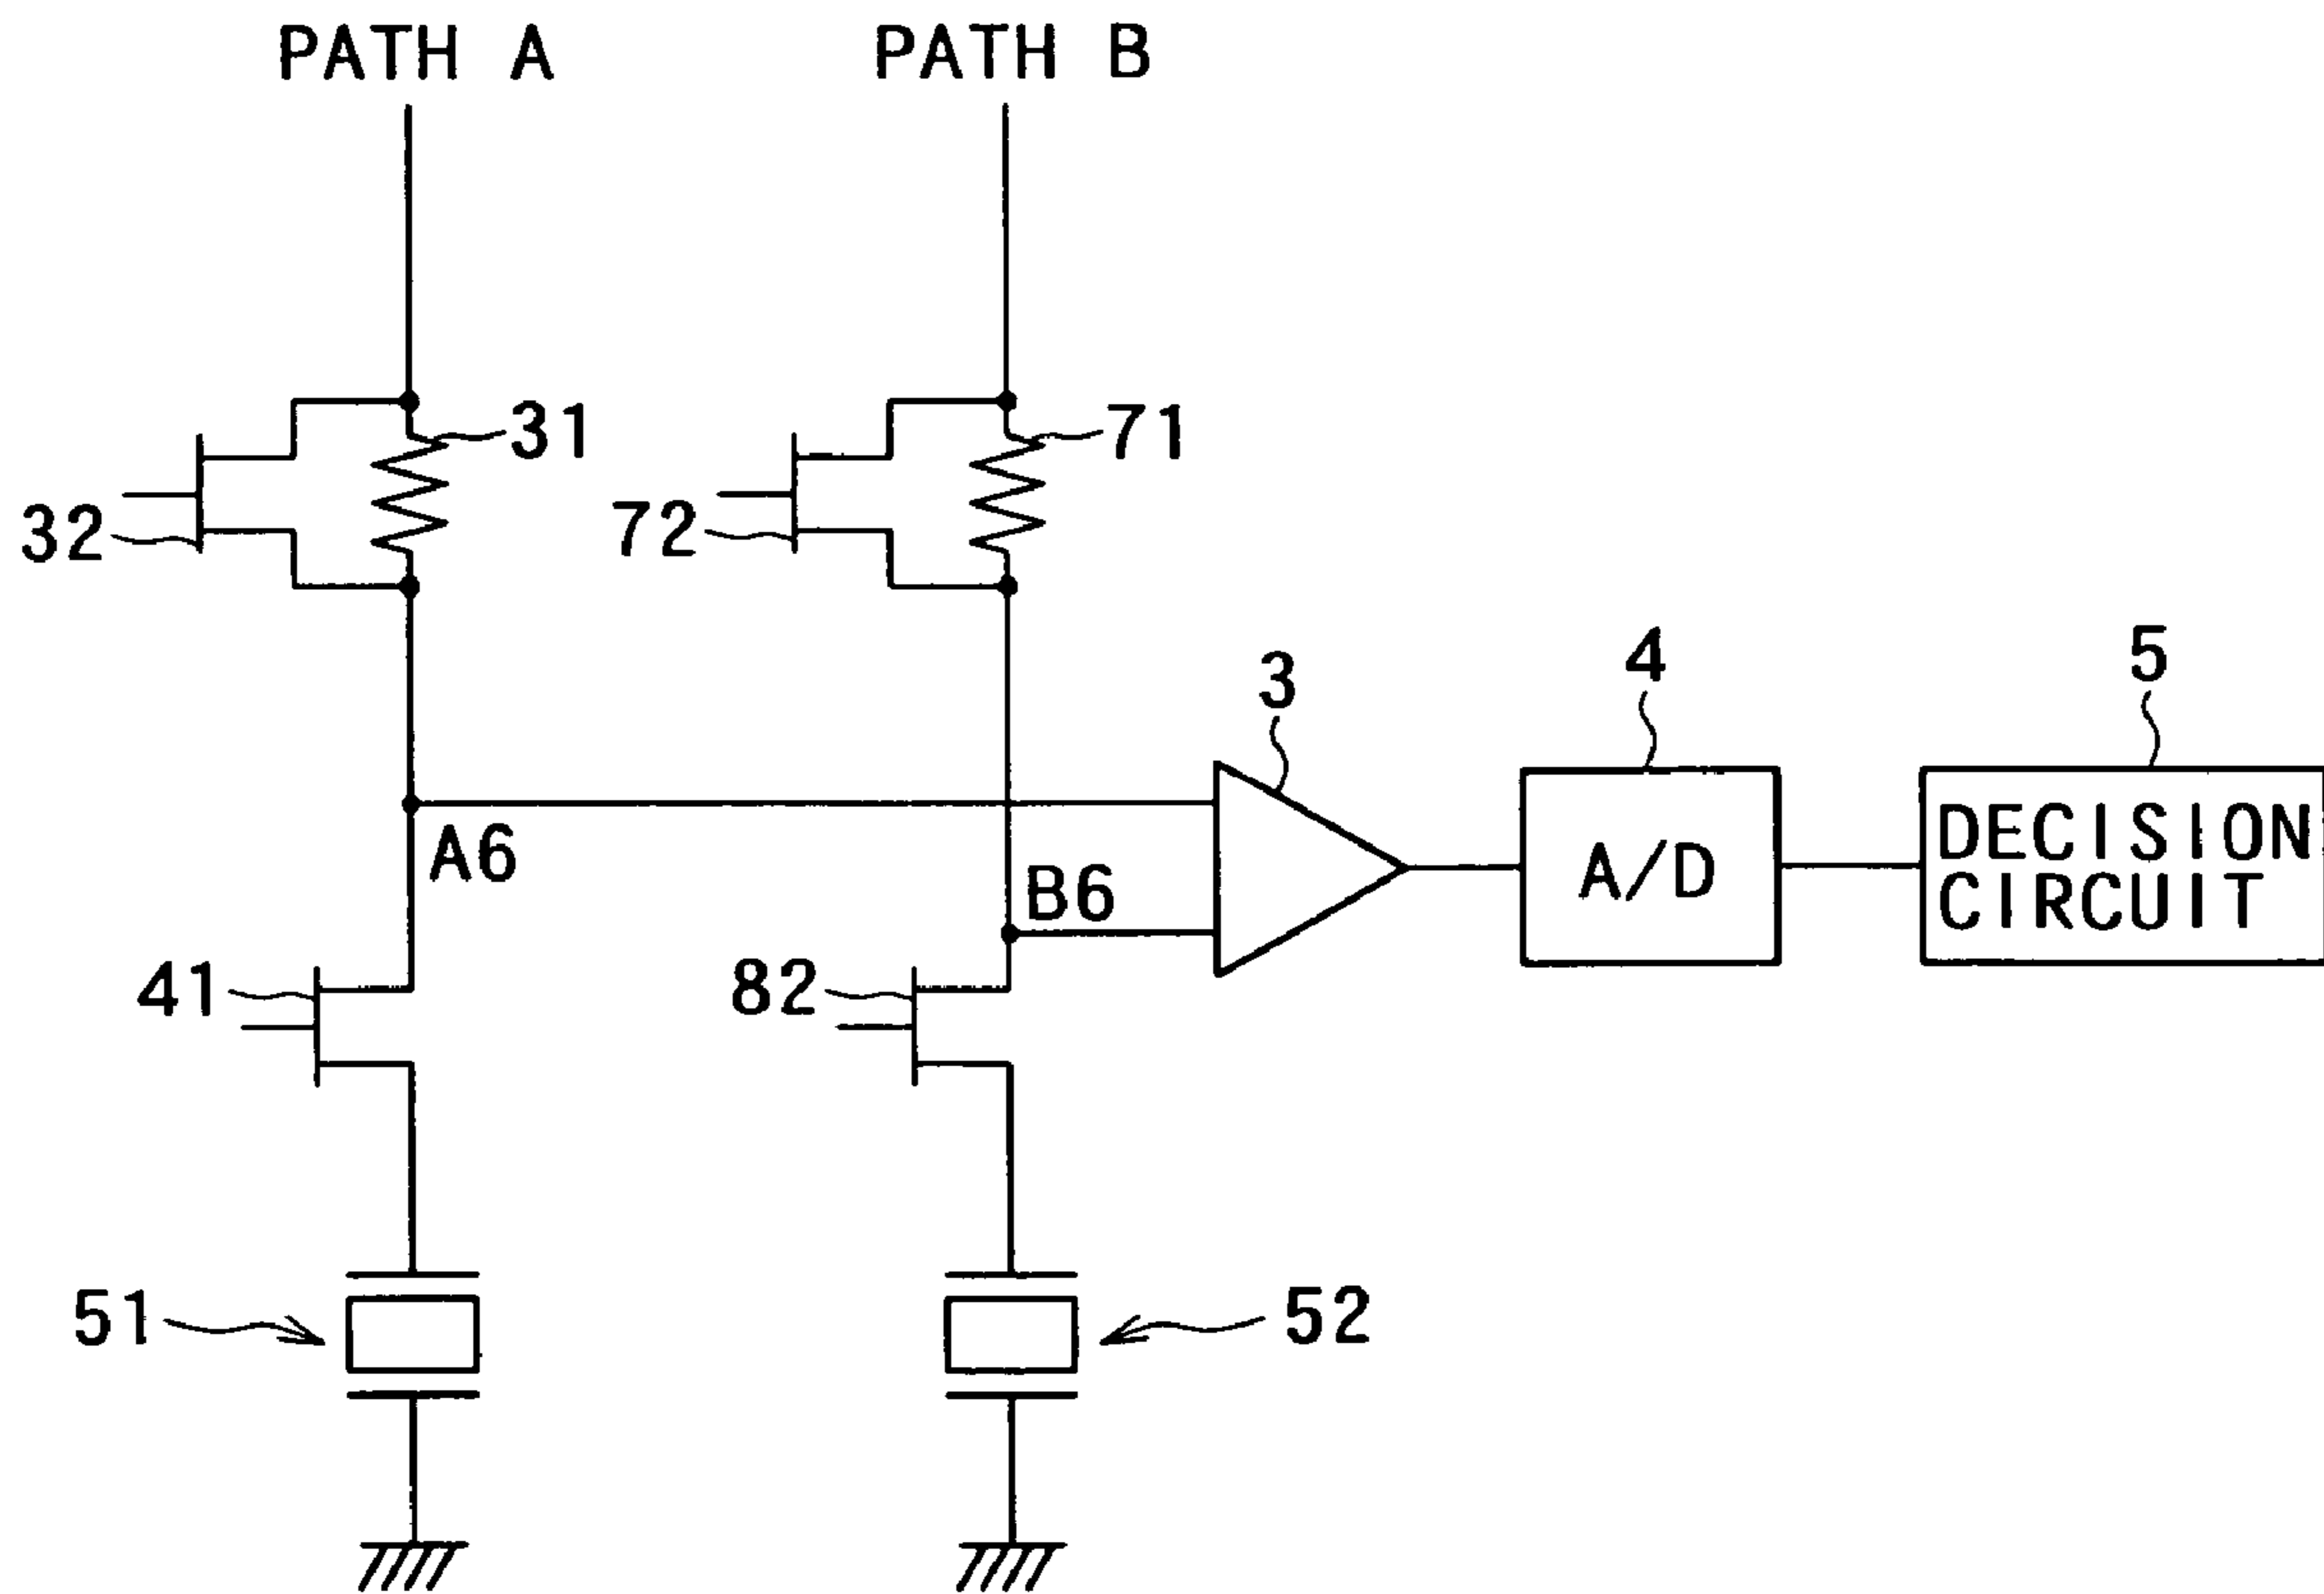 PATH A
PATH B
31
71
32
72
3
4
5
A6
B6
A/D
DECISION
CIRCUIT
41
82
51
52